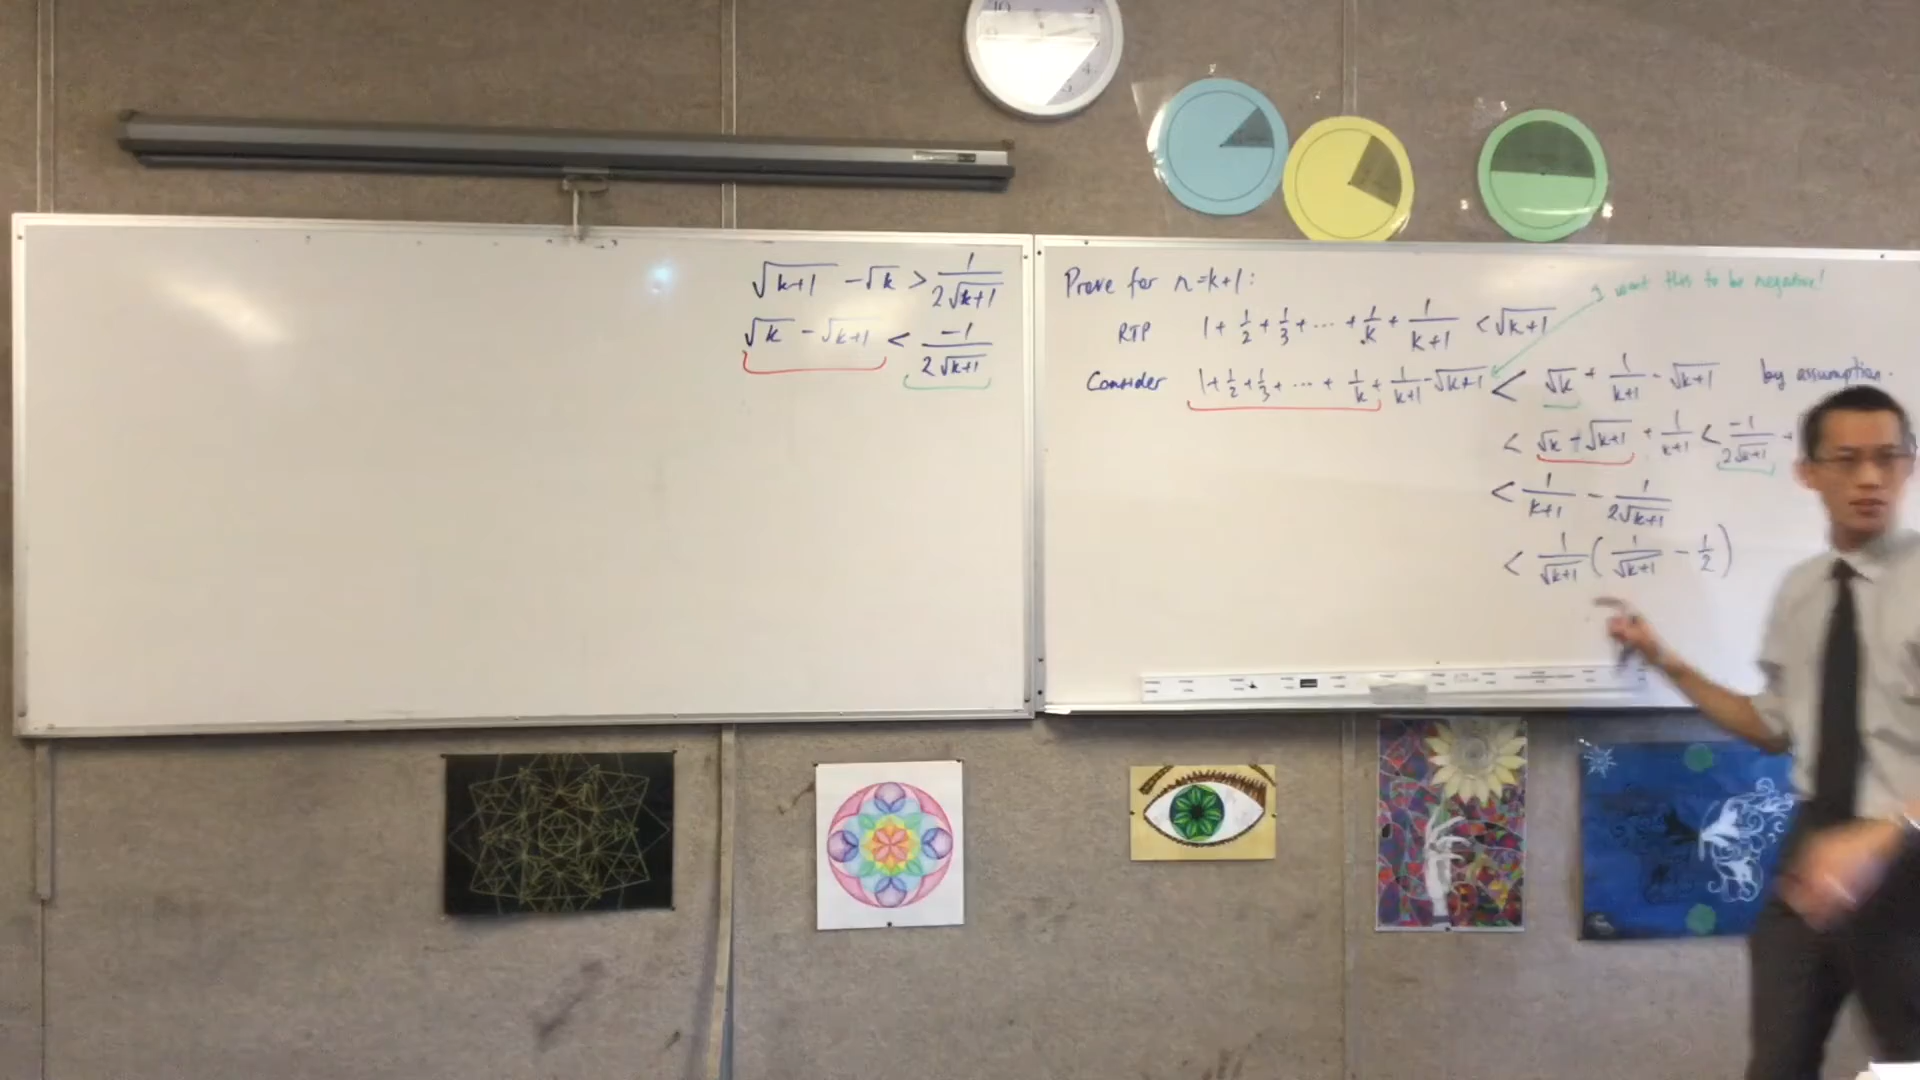 √(k+1) - √k > 1/(2√(k+1))
√k - √(k+1) < -1/(2√(k+1))
Prove for n=k+1:
I want this to be negative!
RTP 1 + 1/2 + 1/3 + ... + 1/k + 1/(k+1) < √(k+1)
Consider 1 + 1/2 + 1/3 + ... + 1/k + 1/(k+1) - √(k+1) < √k + 1/(k+1) - √(k+1) by assumption.
< √k - √(k+1) + 1/(k+1) < -1/(2√(k+1)) +
< 1/(k+1) - 1/(2√(k+1))
< 1/√(k+1) ( 1/√(k+1) - 1/2 )